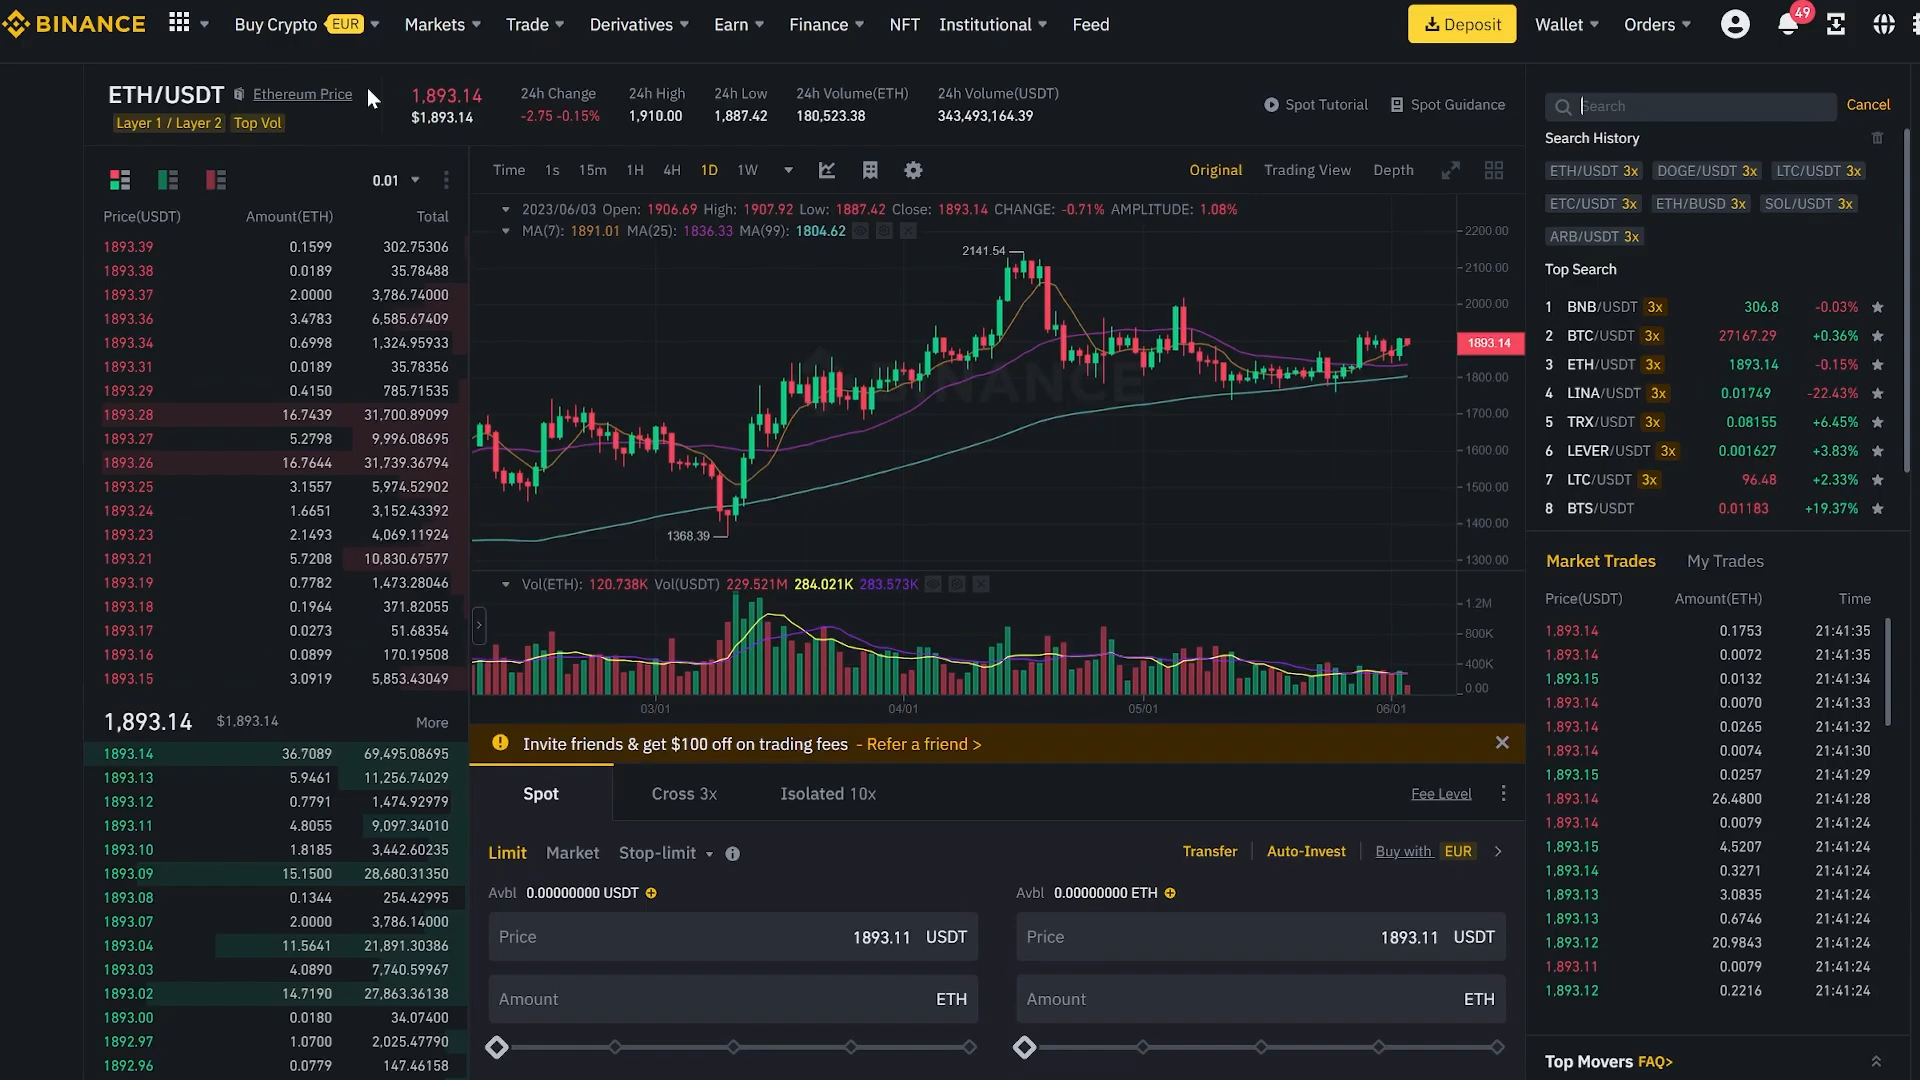 BINANCE
Buy Crypto EUR
Markets
Trade
Derivatives
Earn
Finance
NFT
Institutional
Feed
Deposit
Wallet
Orders
49
ETH/USDT
Ethereum Price
Layer 1 / Layer 2
Top Vol
1,893.14
$1,893.14
24h Change
-2.75 -0.15%
24h High
1,910.00
24h Low
1,887.42
24h Volume(ETH)
180,523.38
24h Volume(USDT)
343,493,164.39
Spot Tutorial
Spot Guidance
0.01
Price(USDT) Amount(ETH) Total
1893.39 0.1599 302.75306
1893.38 0.0189 35.78488
1893.37 2.0000 3,786.74000
1893.36 3.4783 6,585.67409
1893.34 0.6998 1,324.95933
1893.31 0.0189 35.78356
1893.29 0.4150 785.71535
1893.28 16.7439 31,700.89099
1893.27 5.2798 9,996.08695
1893.26 16.7644 31,739.36794
1893.25 3.1557 5,974.52902
1893.24 1.6651 3,152.43392
1893.23 2.1493 4,069.11924
1893.21 5.7208 10,830.67577
1893.19 0.7782 1,473.28046
1893.18 0.1964 371.82055
1893.17 0.0273 51.68354
1893.16 0.0899 170.19508
1893.15 3.0919 5,853.43049
1,893.14 $1,893.14 More
1893.14 36.7089 69,495.08695
1893.13 5.9461 11,256.74029
1893.12 0.7791 1,474.92979
1893.11 4.8055 9,097.34010
1893.10 1.8185 3,442.60235
1893.09 15.1500 28,680.31350
1893.08 0.1344 254.42995
1893.07 2.0000 3,786.14000
1893.04 11.5641 21,891.30386
1893.03 4.0890 7,740.59967
1893.02 14.7190 27,863.36138
1893.00 0.0180 34.07400
1892.97 1.0700 2,025.47790
1892.96 0.0779 147.46158
Time 1s 15m 1H 4H 1D 1W
Original Trading View Depth
2023/06/03 Open: 1906.69 High: 1907.92 Low: 1887.42 Close: 1893.14 CHANGE: -0.71% AMPLITUDE: 1.08%
MA(7): 1891.01 MA(25): 1836.33 MA(99): 1804.62
2141.54
1368.39
BINANCE
2200.00
2100.00
2000.00
1893.14
1800.00
1700.00
1600.00
1500.00
1400.00
1300.00
Vol(ETH): 120.738K Vol(USDT) 229.521M 284.021K 283.573K
1.2M
800K
400K
0.00
03/01 04/01 05/01 06/01
Invite friends & get $100 off on trading fees - Refer a friend >
Spot Cross 3x Isolated 10x Fee Level
Limit Market Stop-limit Transfer Auto-Invest Buy with EUR
Avbl 0.00000000 USDT
Price 1893.11 USDT
Amount ETH
Avbl 0.00000000 ETH
Price 1893.11 USDT
Amount ETH
Search
Cancel
Search History
ETH/USDT 3x DOGE/USDT 3x LTC/USDT 3x
ETC/USDT 3x ETH/BUSD 3x SOL/USDT 3x
ARB/USDT 3x
Top Search
1 BNB/USDT 3x 306.8 -0.03%
2 BTC/USDT 3x 27167.29 +0.36%
3 ETH/USDT 3x 1893.14 -0.15%
4 LINA/USDT 3x 0.01749 -22.43%
5 TRX/USDT 3x 0.08155 +6.45%
6 LEVER/USDT 3x 0.001627 +3.83%
7 LTC/USDT 3x 96.48 +2.33%
8 BTS/USDT 0.01183 +19.37%
Market Trades My Trades
Price(USDT) Amount(ETH) Time
1,893.14 0.1753 21:41:35
1,893.14 0.0072 21:41:35
1,893.15 0.0132 21:41:34
1,893.14 0.0070 21:41:33
1,893.14 0.0265 21:41:32
1,893.14 0.0074 21:41:30
1,893.15 0.0257 21:41:29
1,893.14 26.4800 21:41:28
1,893.14 0.0079 21:41:24
1,893.15 4.5207 21:41:24
1,893.14 0.3271 21:41:24
1,893.13 3.0835 21:41:24
1,893.13 0.6746 21:41:24
1,893.12 20.9843 21:41:24
1,893.11 0.0079 21:41:24
1,893.12 0.2216 21:41:24
Top Movers FAQ>